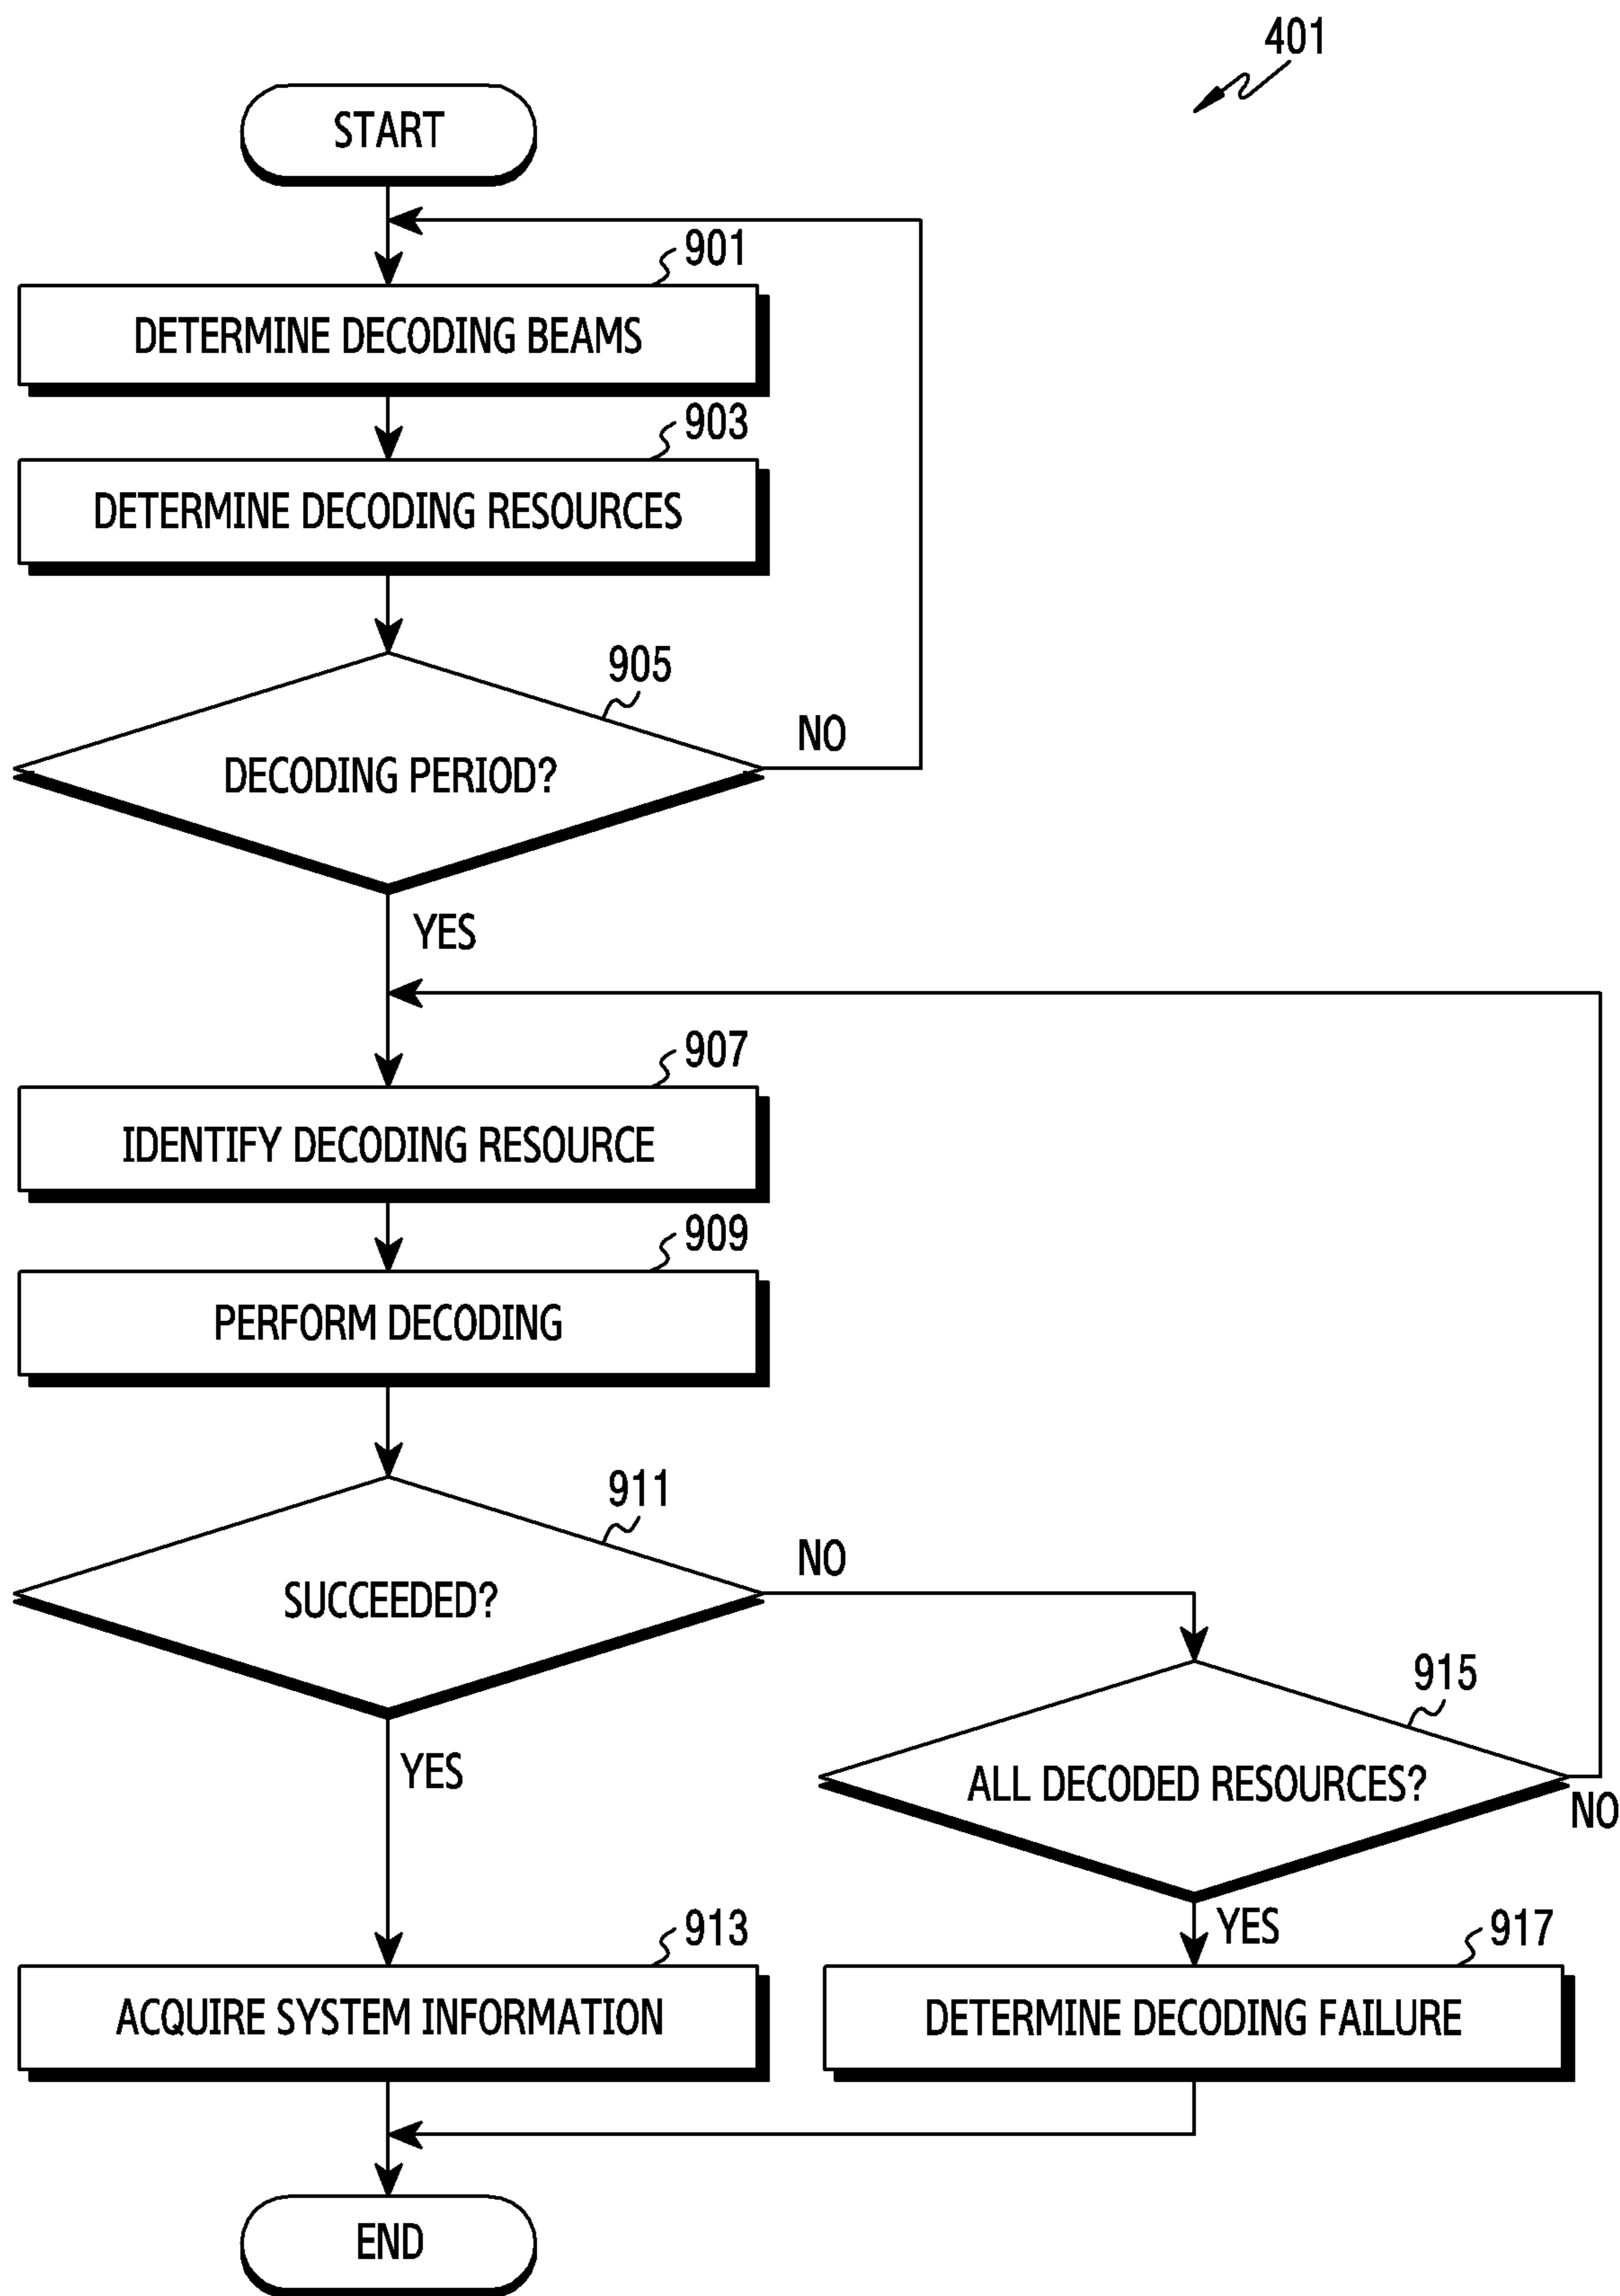 401
START
901
DETERMINE DECODING BEAMS
903
DETERMINE DECODING RESOURCES
905
DECODING PERIOD?
NO
YES
907
IDENTIFY DECODING RESOURCE
909
PERFORM DECODING
911
SUCCEEDED?
NO
YES
915
ALL DECODED RESOURCES?
NO
YES
913
ACQUIRE SYSTEM INFORMATION
917
DETERMINE DECODING FAILURE
END